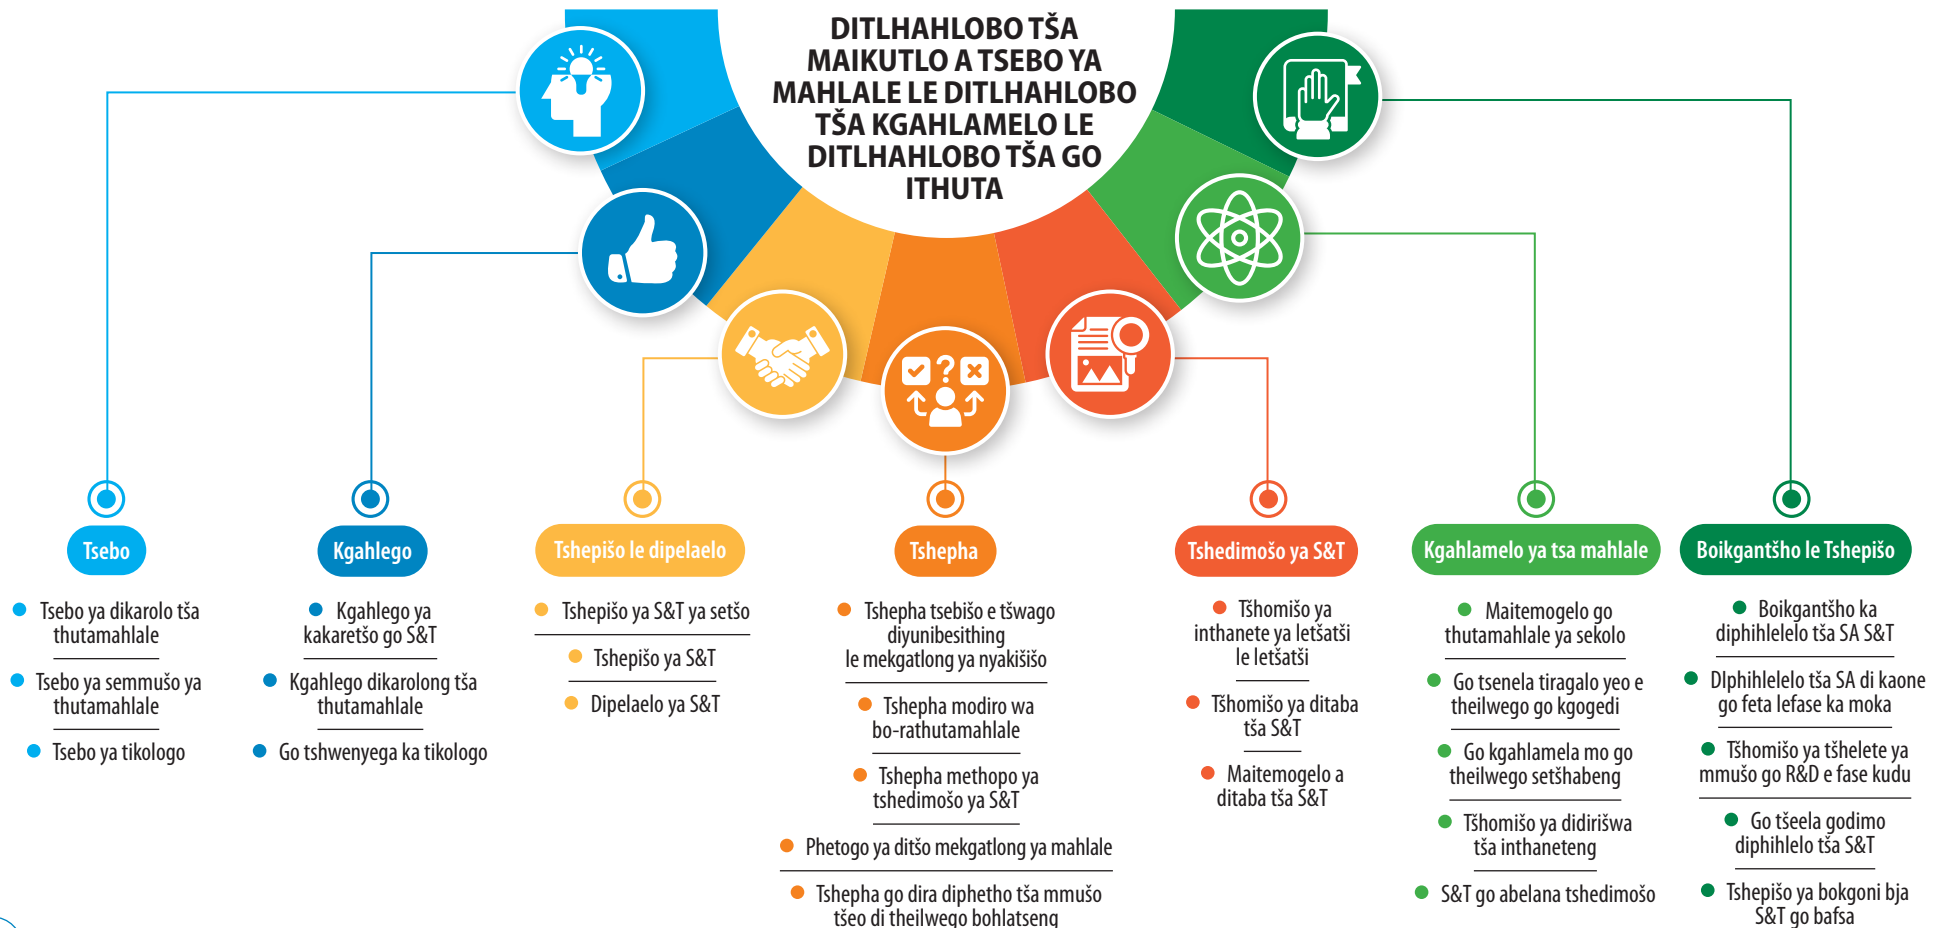 DITLHAHLOBO TŠA
MAIKUTLO A TSEBO YA
MAHLALE LE DITLHAHLOBO
TŠA KGAHLAMELO LE
DITLHAHLOBO TŠA GO
ITHUTA
Tsebo
Tsebo ya dikarolo tša
thutamahlale
Tsebo ya semmušo ya
thutamahlale
Tsebo ya tikologo
Kgahlego
Kgahlego ya
kakaretšo go S&T
Kgahlego dikarolong tša
thutamahlale
Go tshwenyega ka tikologo
Tshepišo le dipelaelo
Tshepišo ya S&T ya setšo
Tshepišo ya S&T
Dipelaelo ya S&T
Tshepha
Tshepha tsebišo e tšwago
diyunibesithing
le mekgatlong ya nyakišišo
Tshepha modiro wa
bo-rathutamahlale
Tshepha methopo ya
tshedimošo ya S&T
Phetogo ya ditšo mekgatlong ya mahlale
Tshepha go dira diphetho tša mmušo
tšeo di theilwego bohlatseng
Tshedimošo ya S&T
Tšhomišo ya
inthanete ya letšatši
le letšatši
Tšhomišo ya ditaba
tša S&T
Maitemogelo a
ditaba tša S&T
Kgahlamelo ya tsa mahlale
Maitemogelo go
thutamahlale ya sekolo
Go tsenela tiragalo yeo e
theilwego go kgogedi
Go kgahlamela mo go
theilwego setšhabeng
Tšhomišo ya didirišwa
tša inthaneteng
S&T go abelana tshedimošo
Boikgantšho le Tshepišo
Boikgantšho ka
diphihlelelo tša SA S&T
DIphihlelelo tša SA di kaone
go feta lefase ka moka
Tšhomišo ya tšhelete ya
mmušo go R&D e fase kudu
Go tšeela godimo
diphihlelo tša S&T
Tshepišo ya bokgoni bja
S&T go bafsa